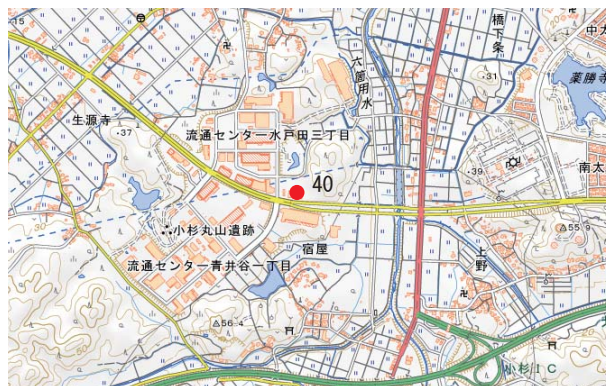 橋下条
中太
・15
・31
薬勝寺
六箇用水
生源寺
・37
流通センター水戸田三丁目
・39
南太
40
小杉丸山遺跡
宿屋
上野
55.9
流通センター青井谷一丁目
56.4
小杉IC